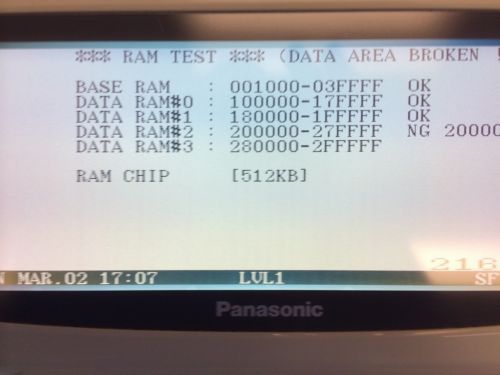 *** RAM TEST *** (DATA AREA BROKEN !
BASE RAM : 001000-03FFFF OK
DATA RAM#0 : 100000-17FFFF OK
DATA RAM#1 : 180000-1FFFFF OK
DATA RAM#2 : 200000-27FFFF NG 20000
DATA RAM#3 : 280000-2FFFFF
RAM CHIP [512KB]
216
MAR.02 17:07 LVL1 SF
Panasonic